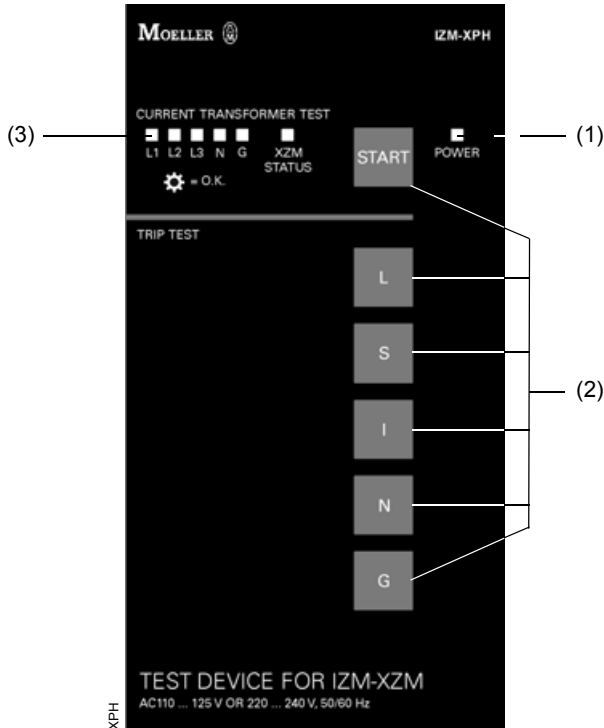 MOELLER IZM-XPH
CURRENT TRANSFORMER TEST
(3)
L1 L2 L3 N G XZM STATUS
START
POWER
(1)
= O.K.
TRIP TEST
L
S
(2)
I
N
G
TEST DEVICE FOR IZM-XZM
AC110 ... 125 V OR 220 ... 240 V, 50/60 Hz
XPH